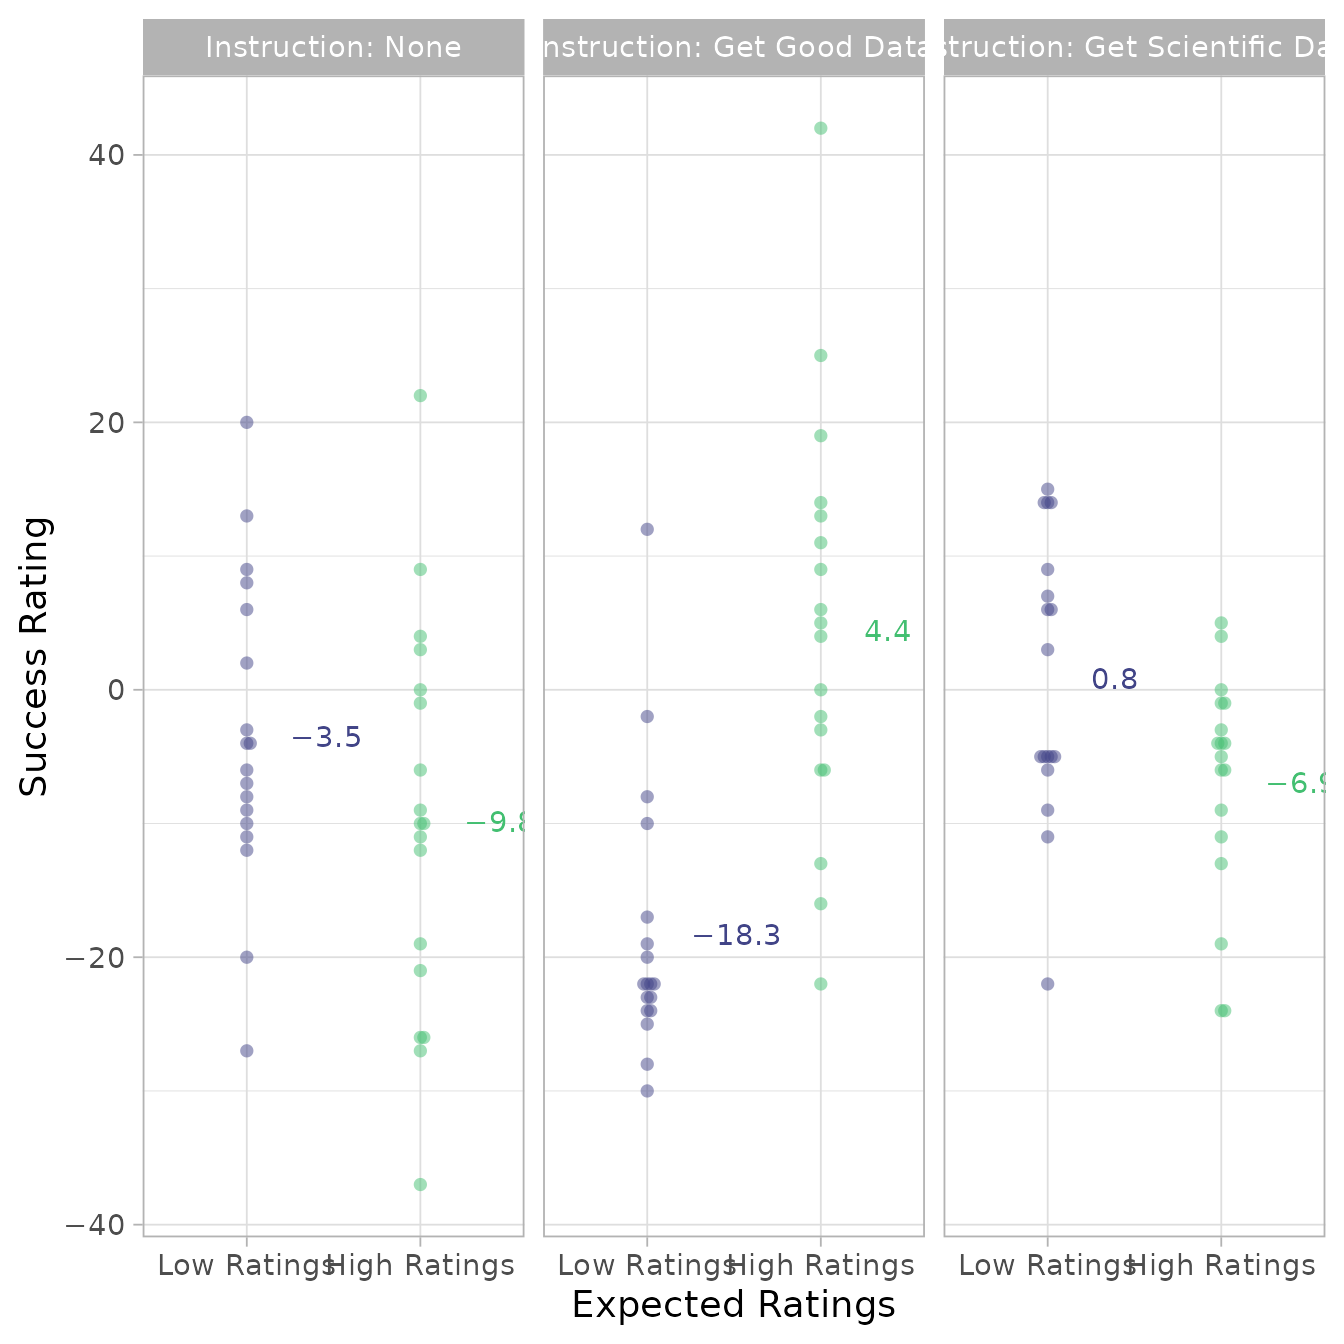 Instruction: None
nstruction: Get Good Data
struction: Get Scientific Da
40
20
0
−20
−40
Success Rating
−3.5
−9.8
−18.3
4.4
0.8
−6.9
Low Ratings High Ratings
Low Ratings High Ratings
Low Ratings High Ratings
Expected Ratings